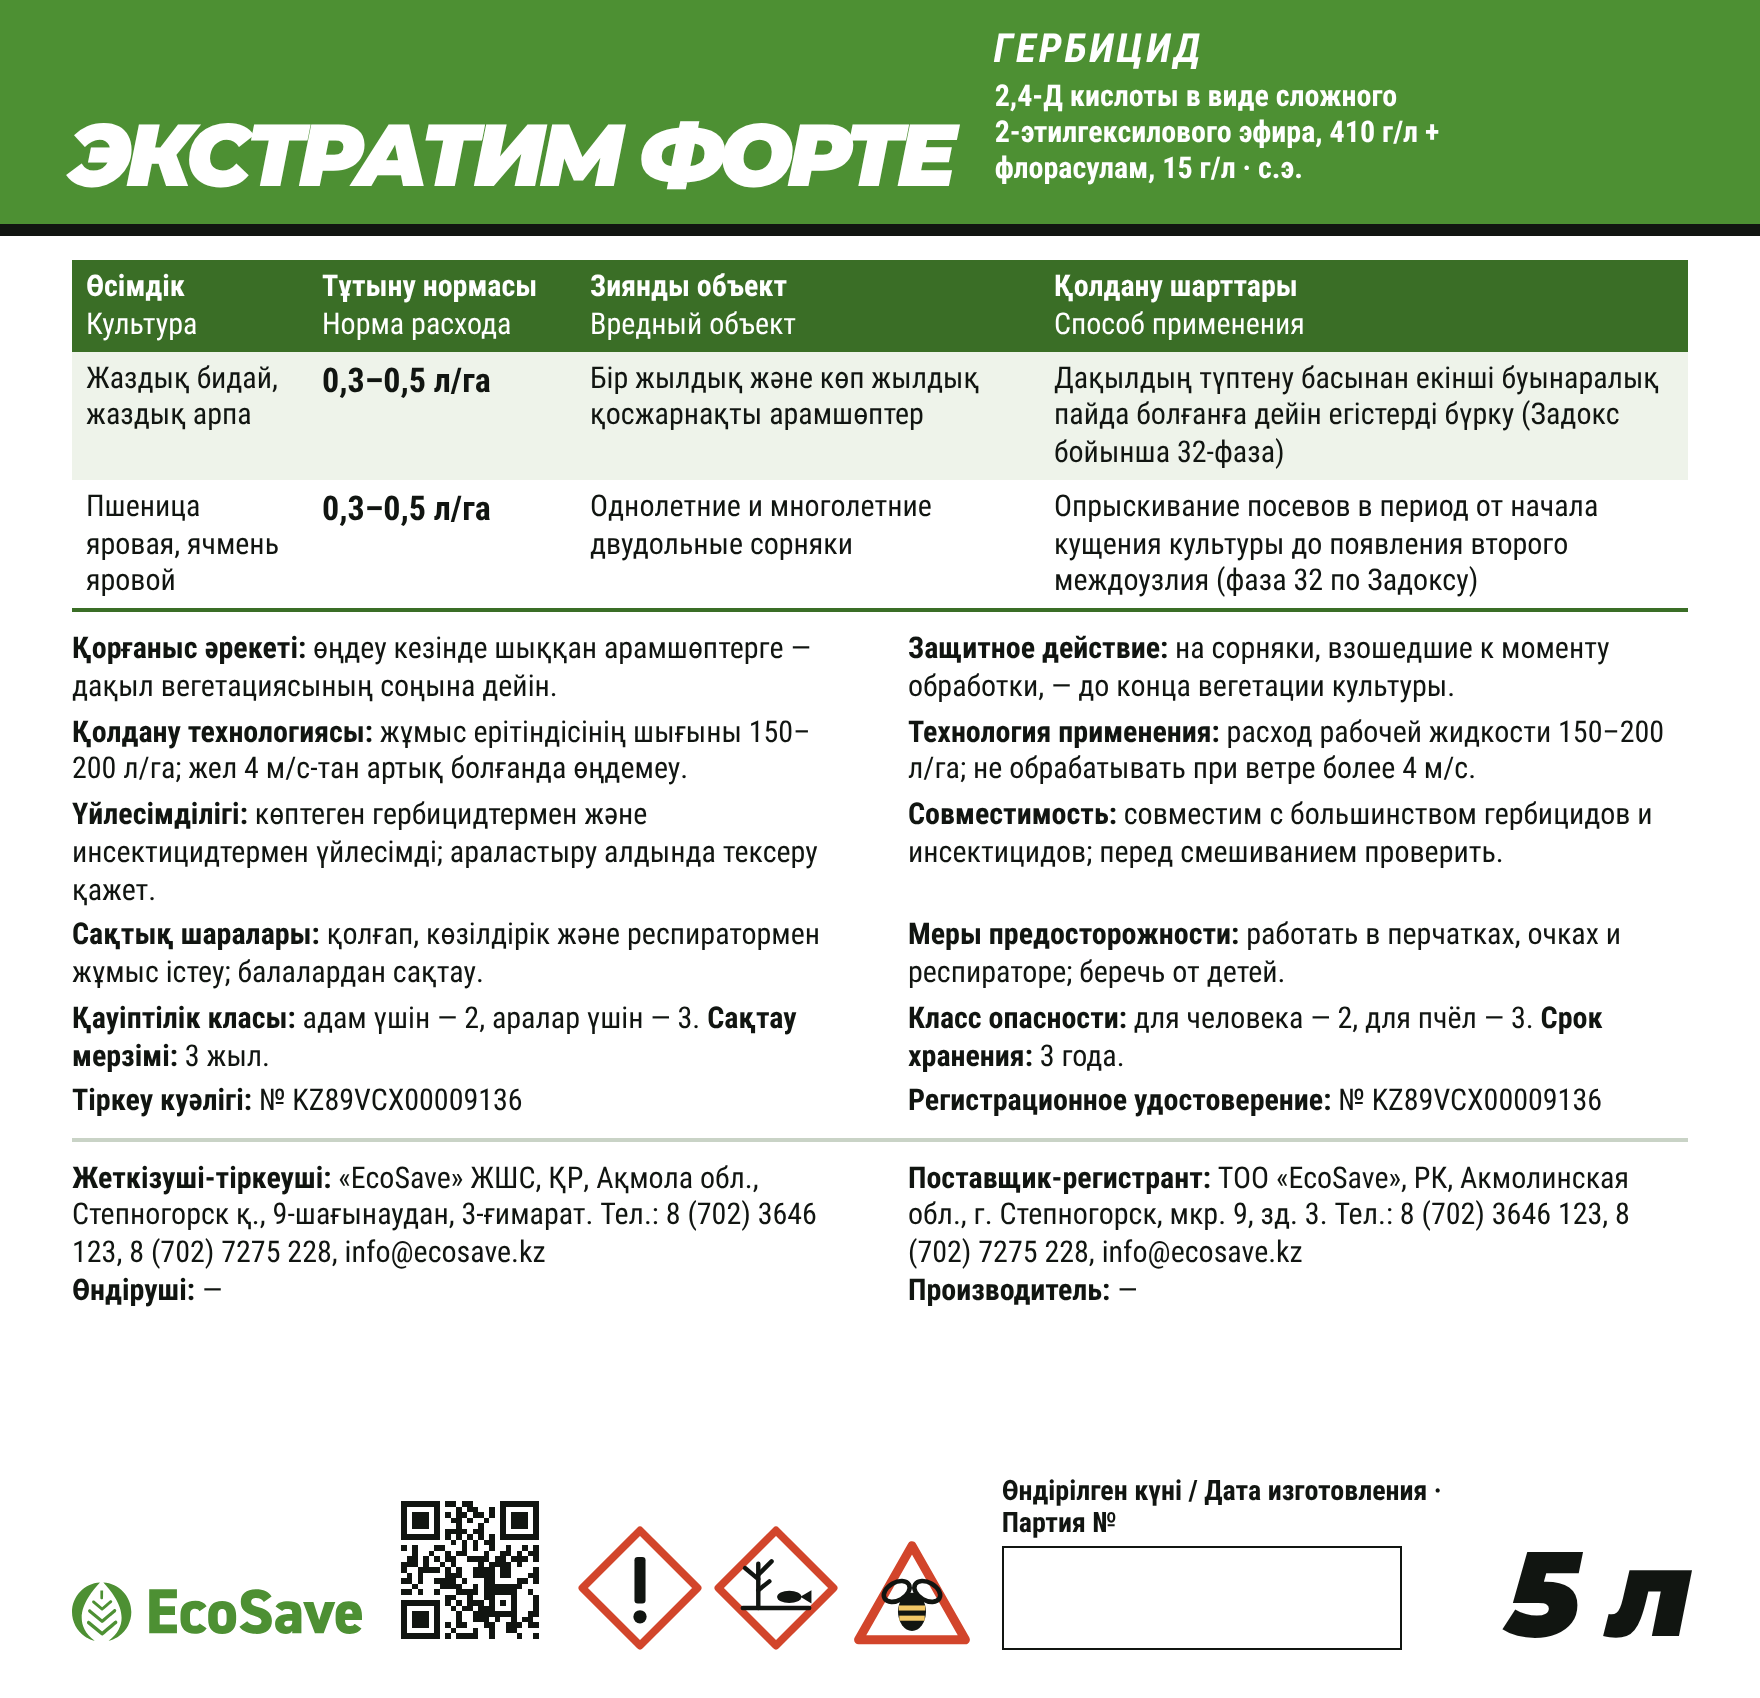 ЭКСТРАТИМ ФОРТЕ
ГЕРБИЦИД
2,4-Д кислоты в виде сложного
2-этилгексилового эфира, 410 г/л +
флорасулам, 15 г/л · с.э.
Өсімдік
Культура
Тұтыну нормасы
Норма расхода
Зиянды объект
Вредный объект
Қолдану шарттары
Способ применения
Жаздық бидай,
жаздық арпа
0,3–0,5 л/га
Бір жылдық және көп жылдық
қосжарнақты арамшөптер
Дақылдың түптену басынан екінші буынаралық
пайда болғанға дейін егістерді бүрку (Задокс
бойынша 32-фаза)
Пшеница
яровая, ячмень
яровой
0,3–0,5 л/га
Однолетние и многолетние
двудольные сорняки
Опрыскивание посевов в период от начала
кущения культуры до появления второго
междоузлия (фаза 32 по Задоксу)
Қорғаныс әрекеті: өңдеу кезінде шыққан арамшөптерге —
дақыл вегетациясының соңына дейін.
Қолдану технологиясы: жұмыс ерітіндісінің шығыны 150–
200 л/га; жел 4 м/с-тан артық болғанда өңдемеу.
Үйлесімділігі: көптеген гербицидтермен және
инсектицидтермен үйлесімді; араластыру алдында тексеру
қажет.
Сақтық шаралары: қолғап, көзілдірік және респиратормен
жұмыс істеу; балалардан сақтау.
Қауіптілік класы: адам үшін — 2, аралар үшін — 3. Сақтау
мерзімі: 3 жыл.
Тіркеу куәлігі: № KZ89VCX00009136
Защитное действие: на сорняки, взошедшие к моменту
обработки, — до конца вегетации культуры.
Технология применения: расход рабочей жидкости 150–200
л/га; не обрабатывать при ветре более 4 м/с.
Совместимость: совместим с большинством гербицидов и
инсектицидов; перед смешиванием проверить.
Меры предосторожности: работать в перчатках, очках и
респираторе; беречь от детей.
Класс опасности: для человека — 2, для пчёл — 3. Срок
хранения: 3 года.
Регистрационное удостоверение: № KZ89VCX00009136
Жеткізуші-тіркеуші: «EcoSave» ЖШС, ҚР, Ақмола обл.,
Степногорск қ., 9-шағынаудан, 3-ғимарат. Тел.: 8 (702) 3646
123, 8 (702) 7275 228, info@ecosave.kz
Өндіруші: —
Поставщик-регистрант: ТОО «EcoSave», РК, Акмолинская
обл., г. Степногорск, мкр. 9, зд. 3. Тел.: 8 (702) 3646 123, 8
(702) 7275 228, info@ecosave.kz
Производитель: —
EcoSave
Өндірілген күні / Дата изготовления ·
Партия №
5 л